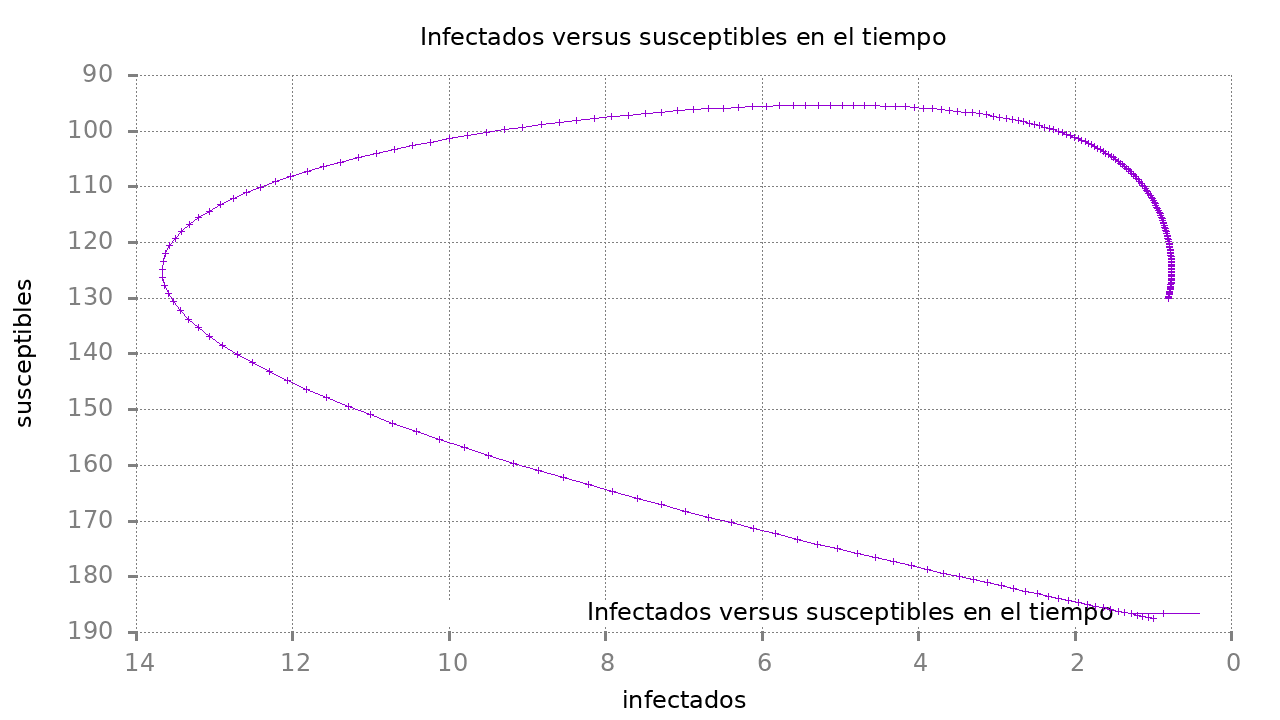 Infectados versus susceptibles en el tiempo
90
100
110
120
130
140
150
160
170
180
190
susceptibles
Infectados versus susceptibles en el tiempo
14 12 10 8 6 4 2 0
infectados